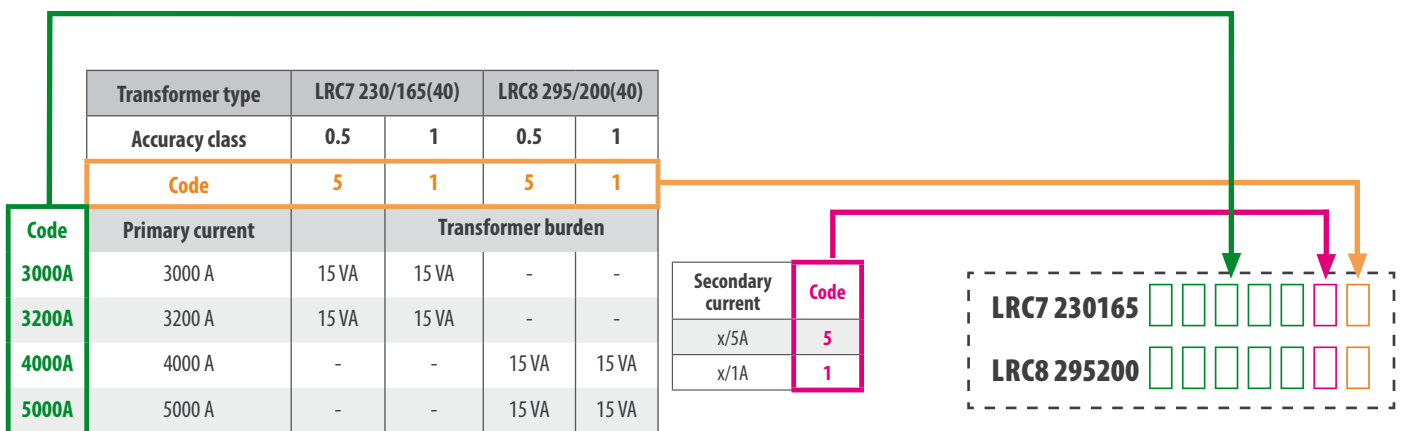 Transformer type LRC7 230/165(40) LRC8 295/200(40)
Accuracy class 0.5 1 0.5 1
Code 5 1 5 1
Code Primary current Transformer burden
3000A 3000 A 15 VA 15 VA - -
3200A 3200 A 15 VA 15 VA - -
4000A 4000 A - - 15 VA 15 VA
5000A 5000 A - - 15 VA 15 VA
Secondary
current Code
x/5A 5
x/1A 1
LRC7 230165
LRC8 295200